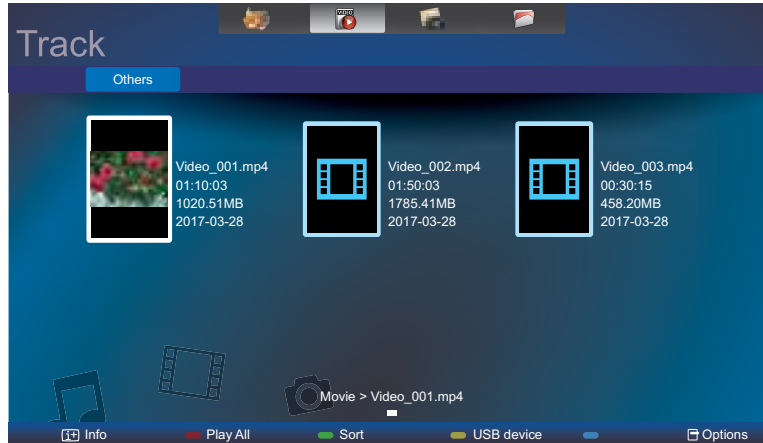 VIDEO
Track
Others
Video_001.mp4
01:10:03
1020.51MB
2017-03-28
Video_002.mp4
01:50:03
1785.41MB
2017-03-28
Video_003.mp4
00:30:15
458.20MB
2017-03-28
Movie > Video_001.mp4
i+ Info
Play All
Sort
USB device
Options